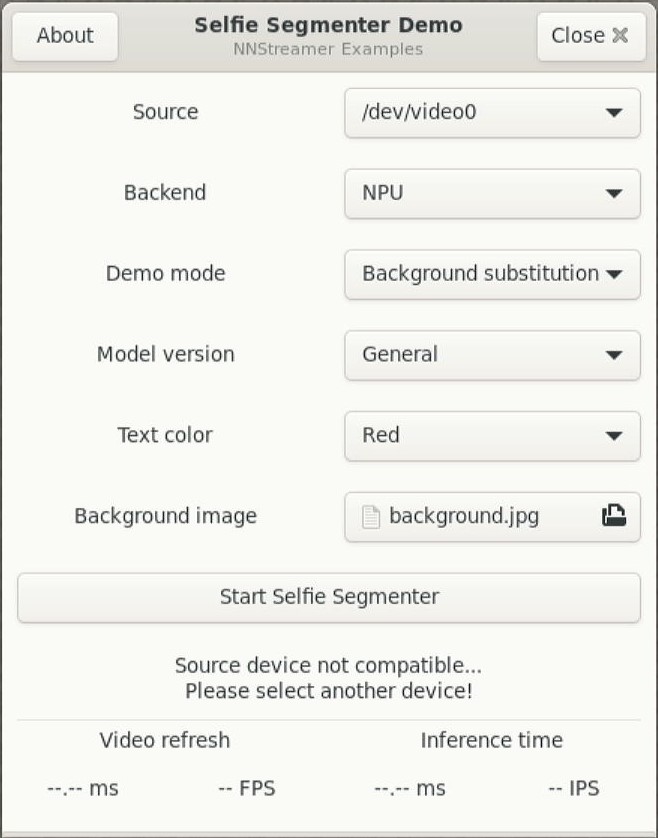 About
Selfie Segmenter Demo
NNStreamer Examples
Close
Source
/dev/video0
Backend
NPU
Demo mode
Background substitution
Model version
General
Text color
Red
Background image
background.jpg
Start Selfie Segmenter
Source device not compatible...
Please select another device!
Video refresh
Inference time
--.-- ms
-- FPS
--.-- ms
-- IPS